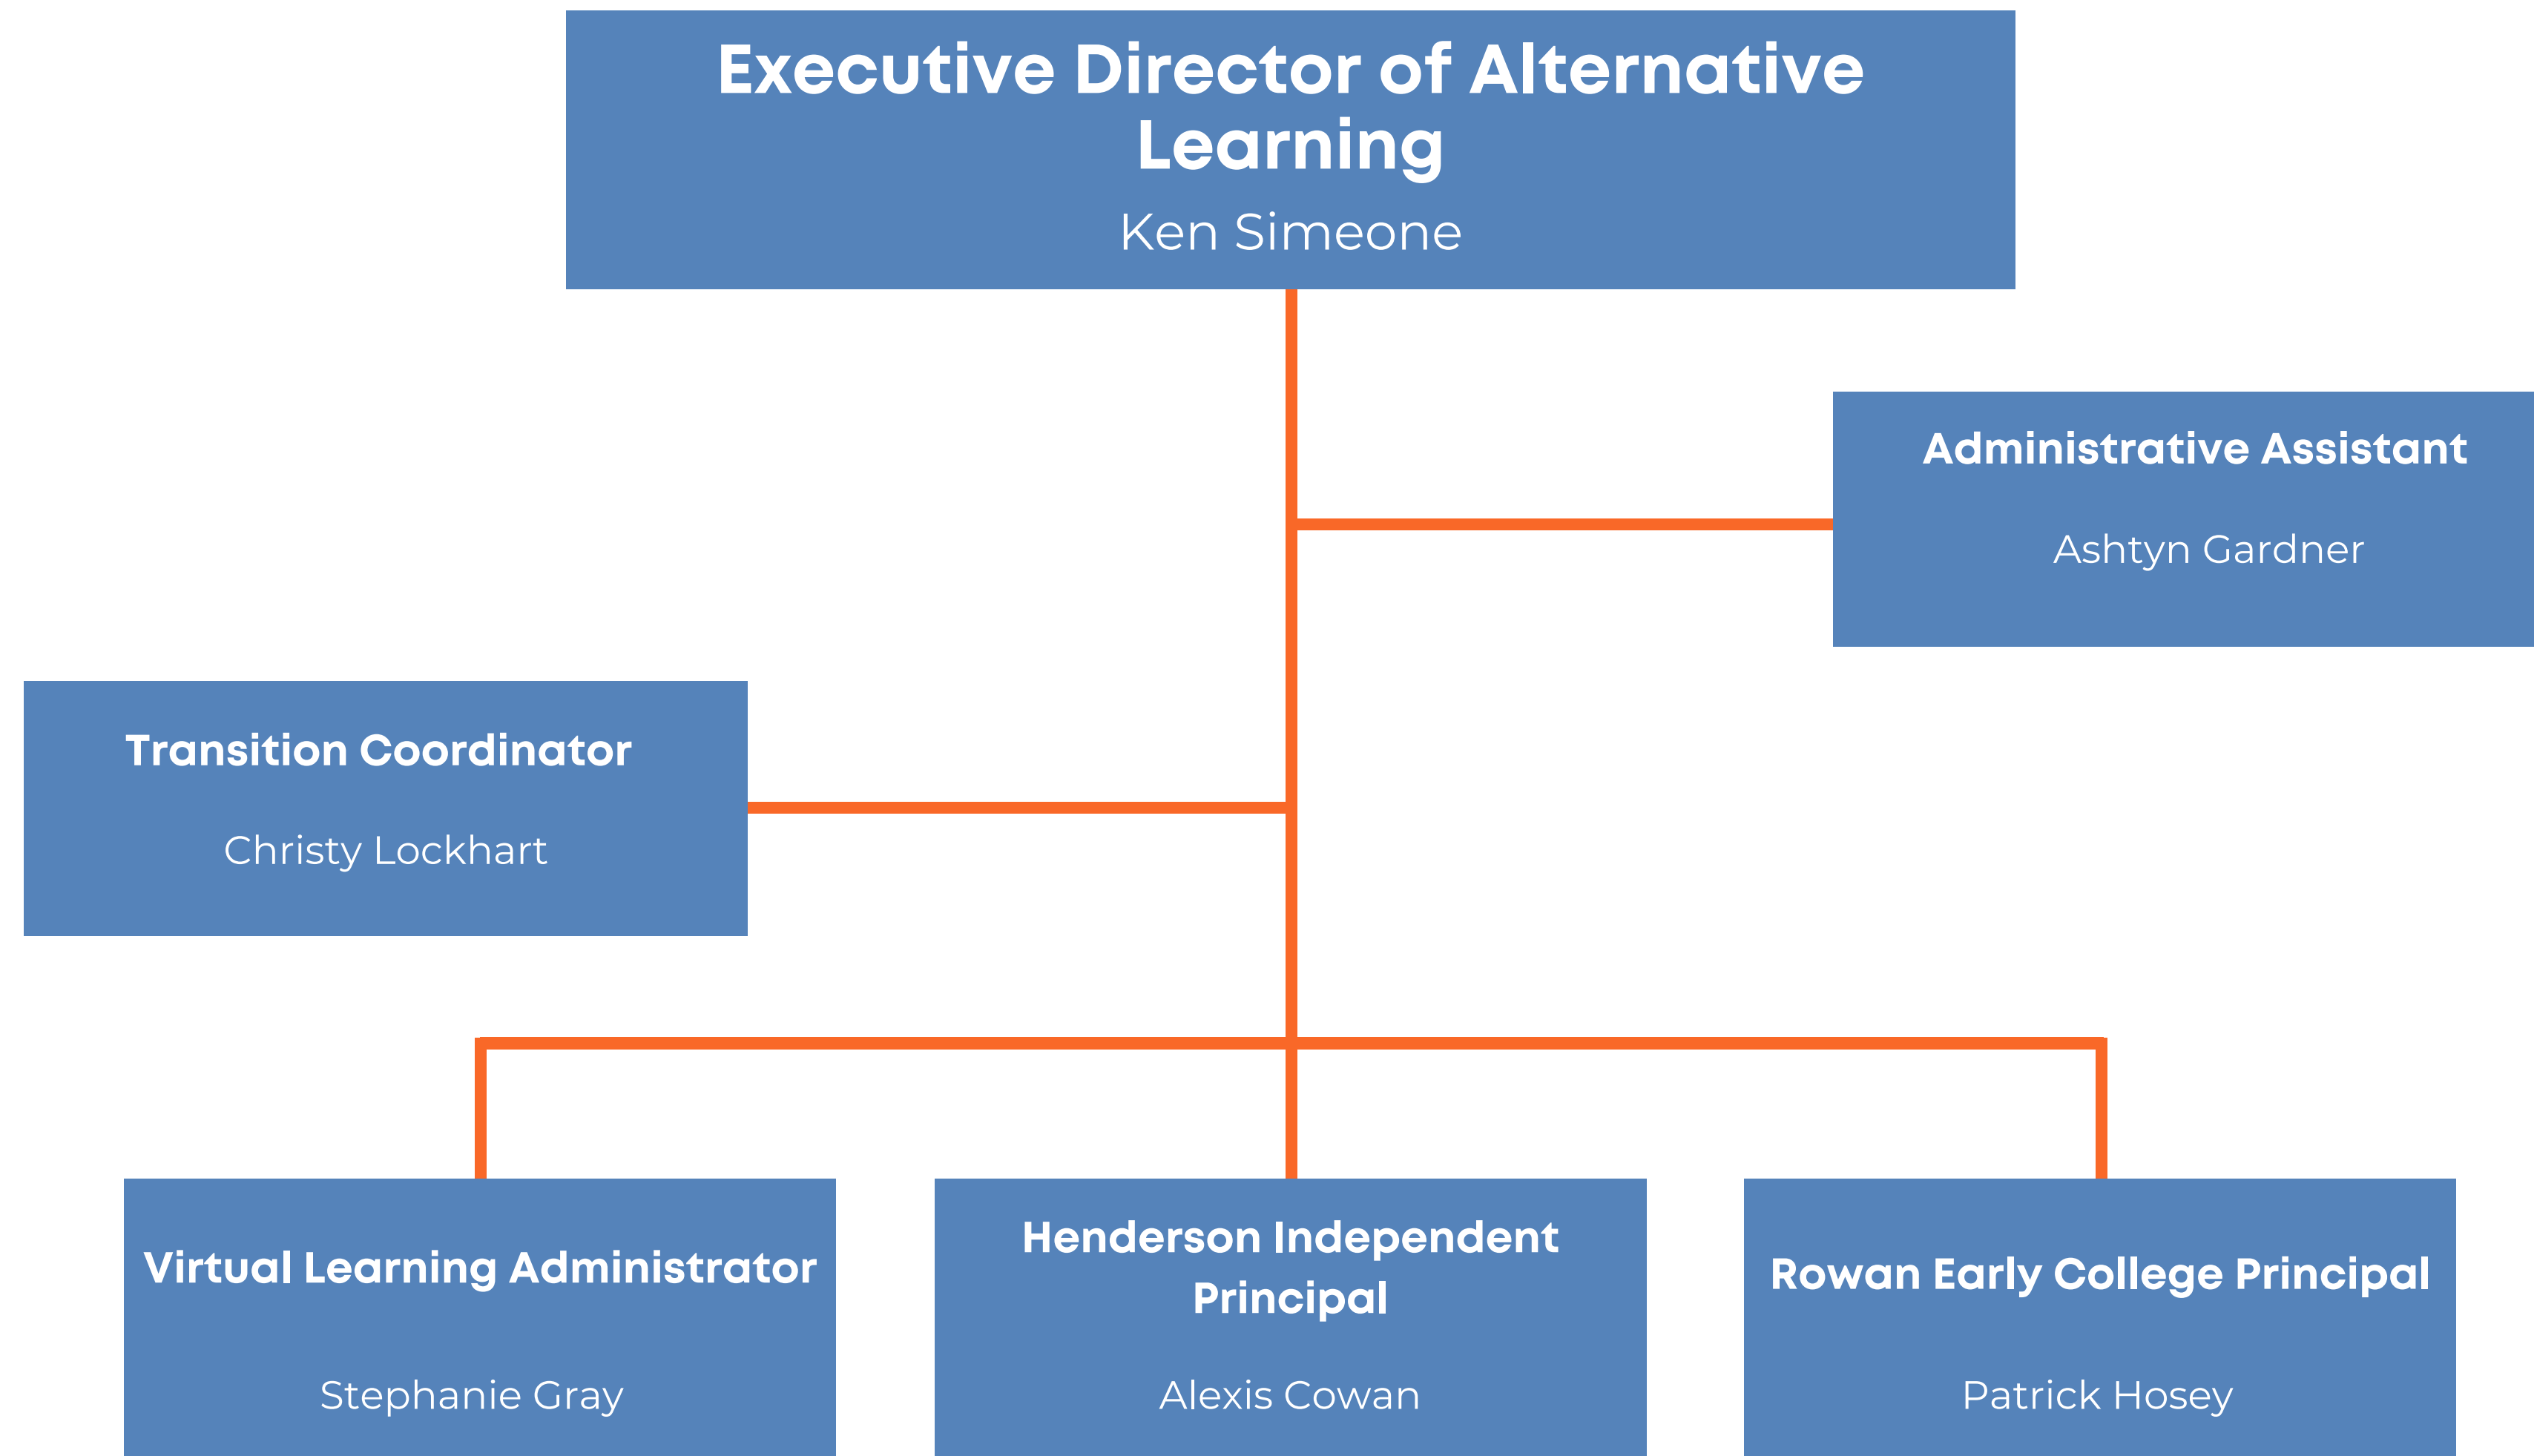 Executive Director of Alternative
Learning
Ken Simeone
Administrative Assistant
Ashtyn Gardner
Transition Coordinator
Christy Lockhart
Virtual Learning Administrator
Stephanie Gray
Henderson Independent
Principal
Alexis Cowan
Rowan Early College Principal
Patrick Hosey